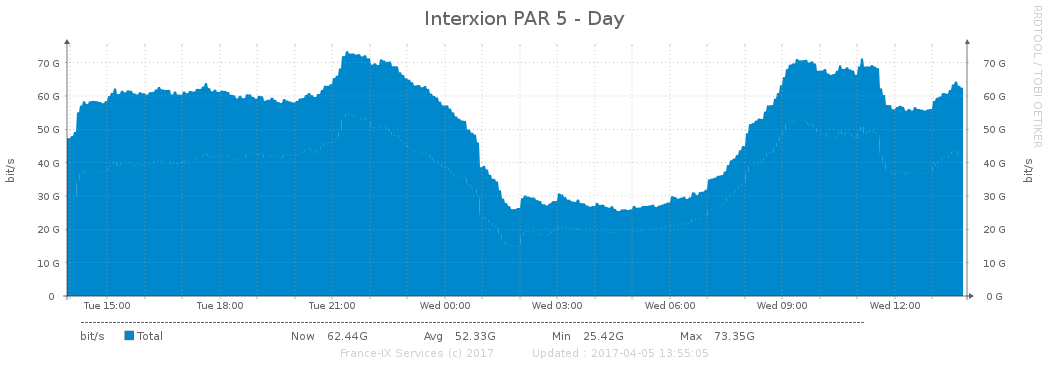 Interxion PAR 5 - Day
RRDTOOL / TOBI OETIKER
bit/s
bit/s
70 G
60 G
50 G
40 G
30 G
20 G
10 G
0
70 G
60 G
50 G
40 G
30 G
20 G
10 G
0 G
Tue 15:00 Tue 18:00 Tue 21:00 Wed 00:00 Wed 03:00 Wed 06:00 Wed 09:00 Wed 12:00
bit/s Total Now 62.44G Avg 52.33G Min 25.42G Max 73.35G
France-IX Services (c) 2017 Updated : 2017-04-05 13:55:05